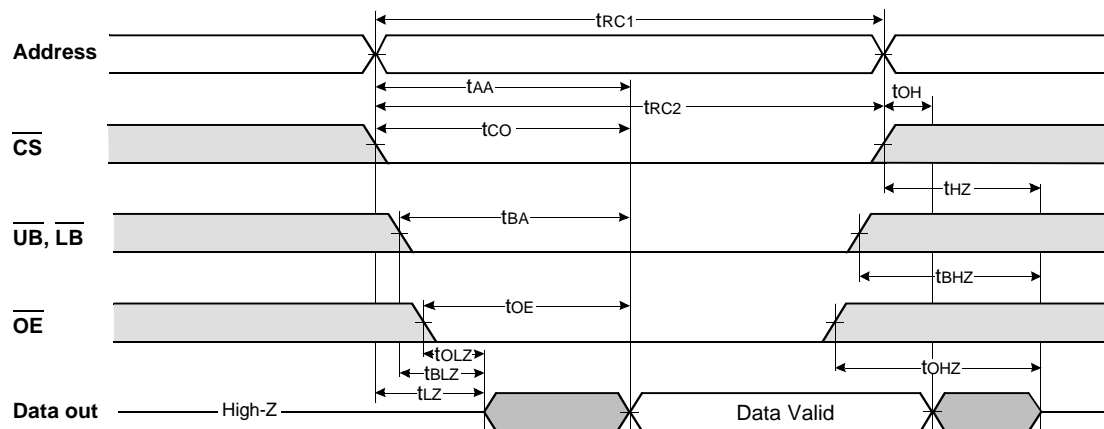 tRC1
Address
tAA
tOH
tRC2
CS
tCO
tHZ
UB, LB
tBA
tBHZ
OE
tOE
tOLZ
tBLZ
tOHZ
tLZ
Data out
High-Z
Data Valid